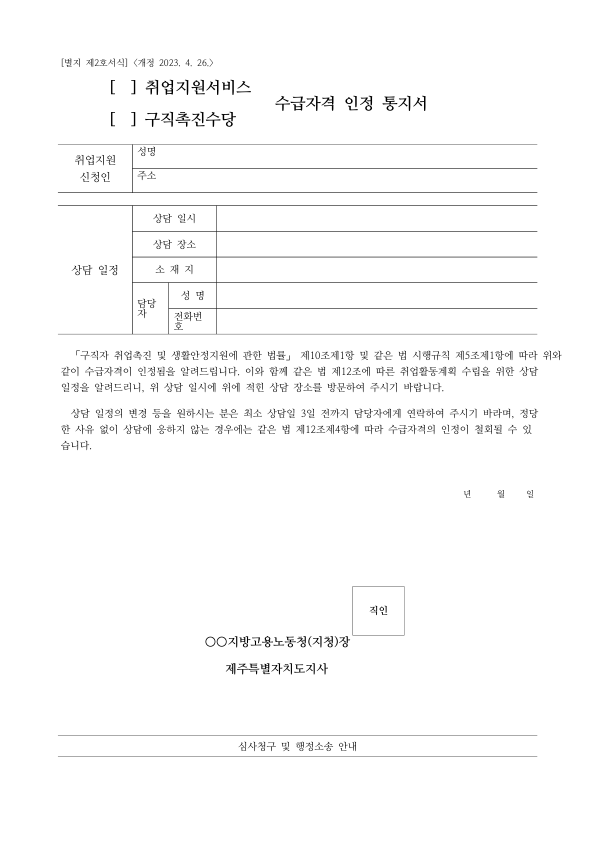 [별지 제2호서식] 〈개정 2023. 4. 26.〉
[  ] 취업지원서비스
수급자격 인정 통지서
[  ] 구직촉진수당
취업지원
신청인
성명
주소
상담 일정
상담 일시
상담 장소
소 재 지
담당
자
성 명
전화번
호
「구직자 취업촉진 및 생활안정지원에 관한 법률」 제10조제1항 및 같은 법 시행규칙 제5조제1항에 따라 위와
같이 수급자격이 인정됨을 알려드립니다. 이와 함께 같은 법 제12조에 따른 취업활동계획 수립을 위한 상담
일정을 알려드리니, 위 상담 일시에 위에 적힌 상담 장소를 방문하여 주시기 바랍니다.
상담 일정의 변경 등을 원하시는 분은 최소 상담일 3일 전까지 담당자에게 연락하여 주시기 바라며, 정당
한 사유 없이 상담에 응하지 않는 경우에는 같은 법 제12조제4항에 따라 수급자격의 인정이 철회될 수 있
습니다.
년 월 일
직인
○○지방고용노동청(지청)장
제주특별자치도지사
심사청구 및 행정소송 안내